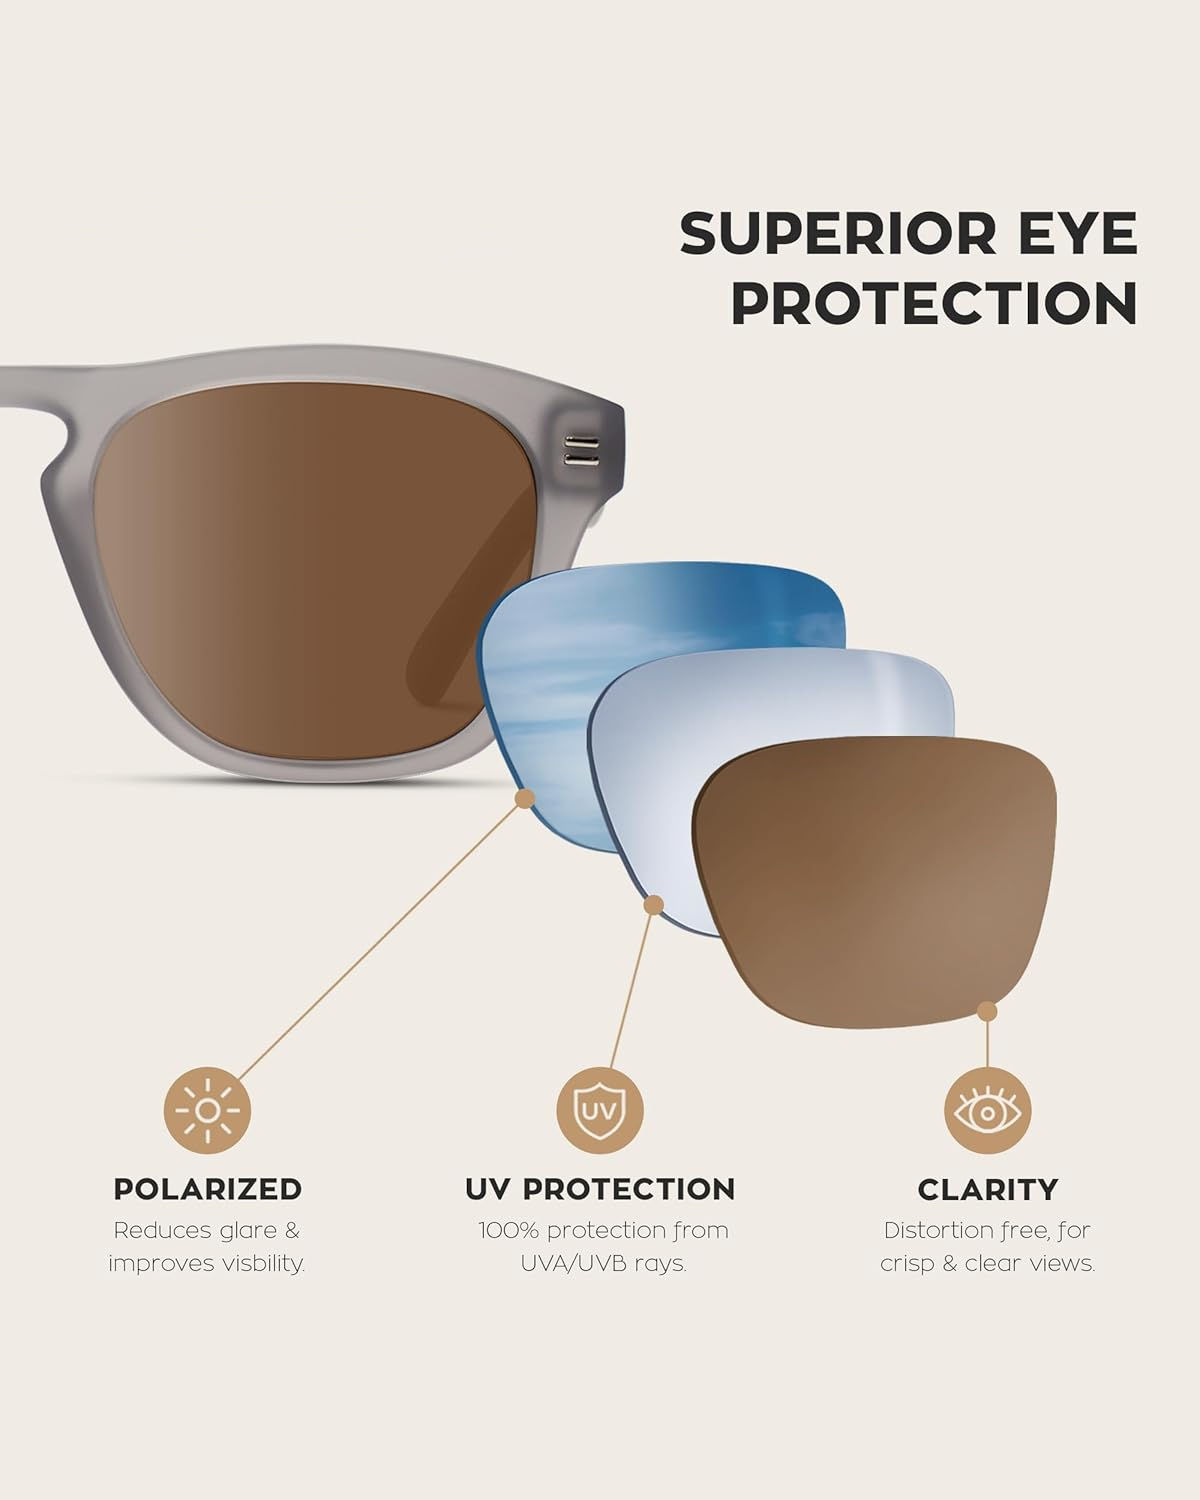 SUPERIOR EYE
PROTECTION
UV
POLARIZED
Reduces glare &
improves visbility.
UV PROTECTION
100% protection from
UVA/UVB rays.
CLARITY
Distortion free, for
crisp & clear views.